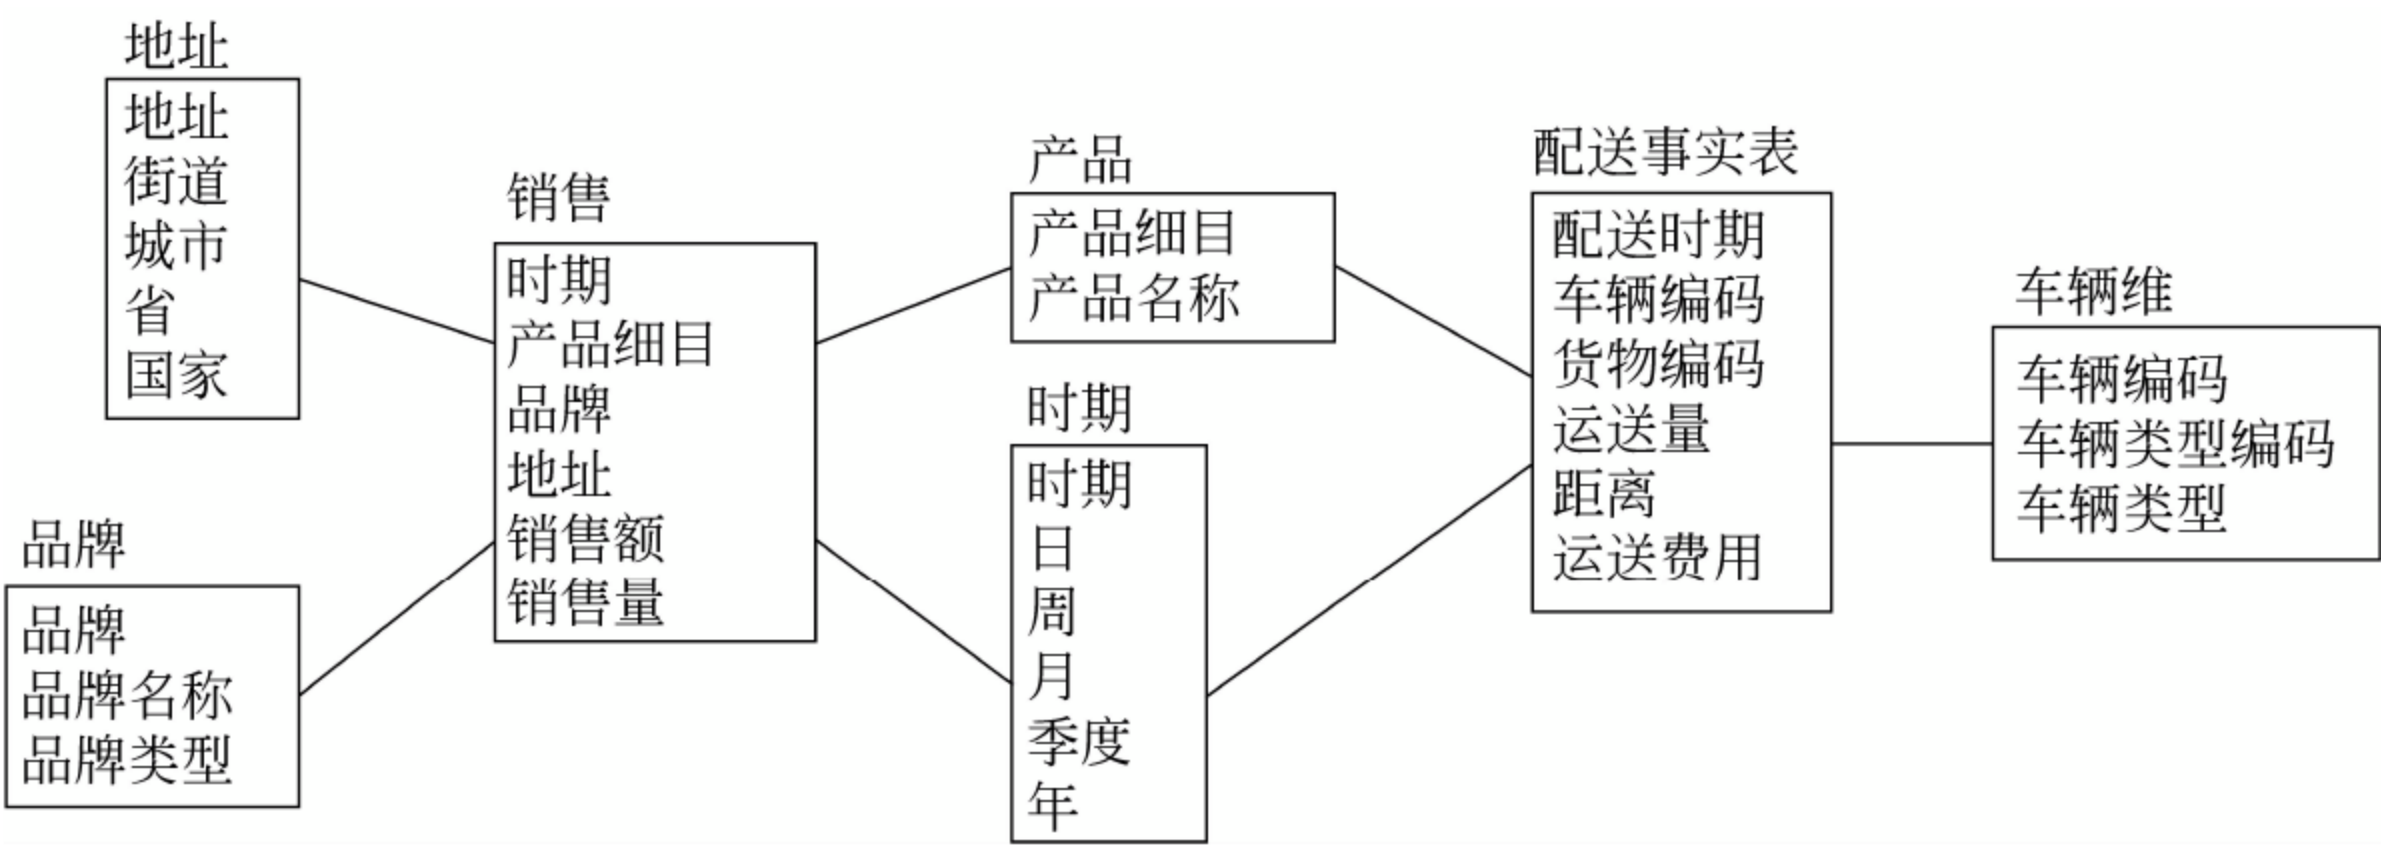 地址
地址
街道
城市
省
国家
品牌
品牌
品牌名称
品牌类型
销售
时期
产品细目
品牌
地址
销售额
销售量
产品
产品细目
产品名称
时期
时期
日
周
月
季度
年
配送事实表
配送时期
车辆编码
货物编码
运送量
距离
运送费用
车辆维
车辆编码
车辆类型编码
车辆类型